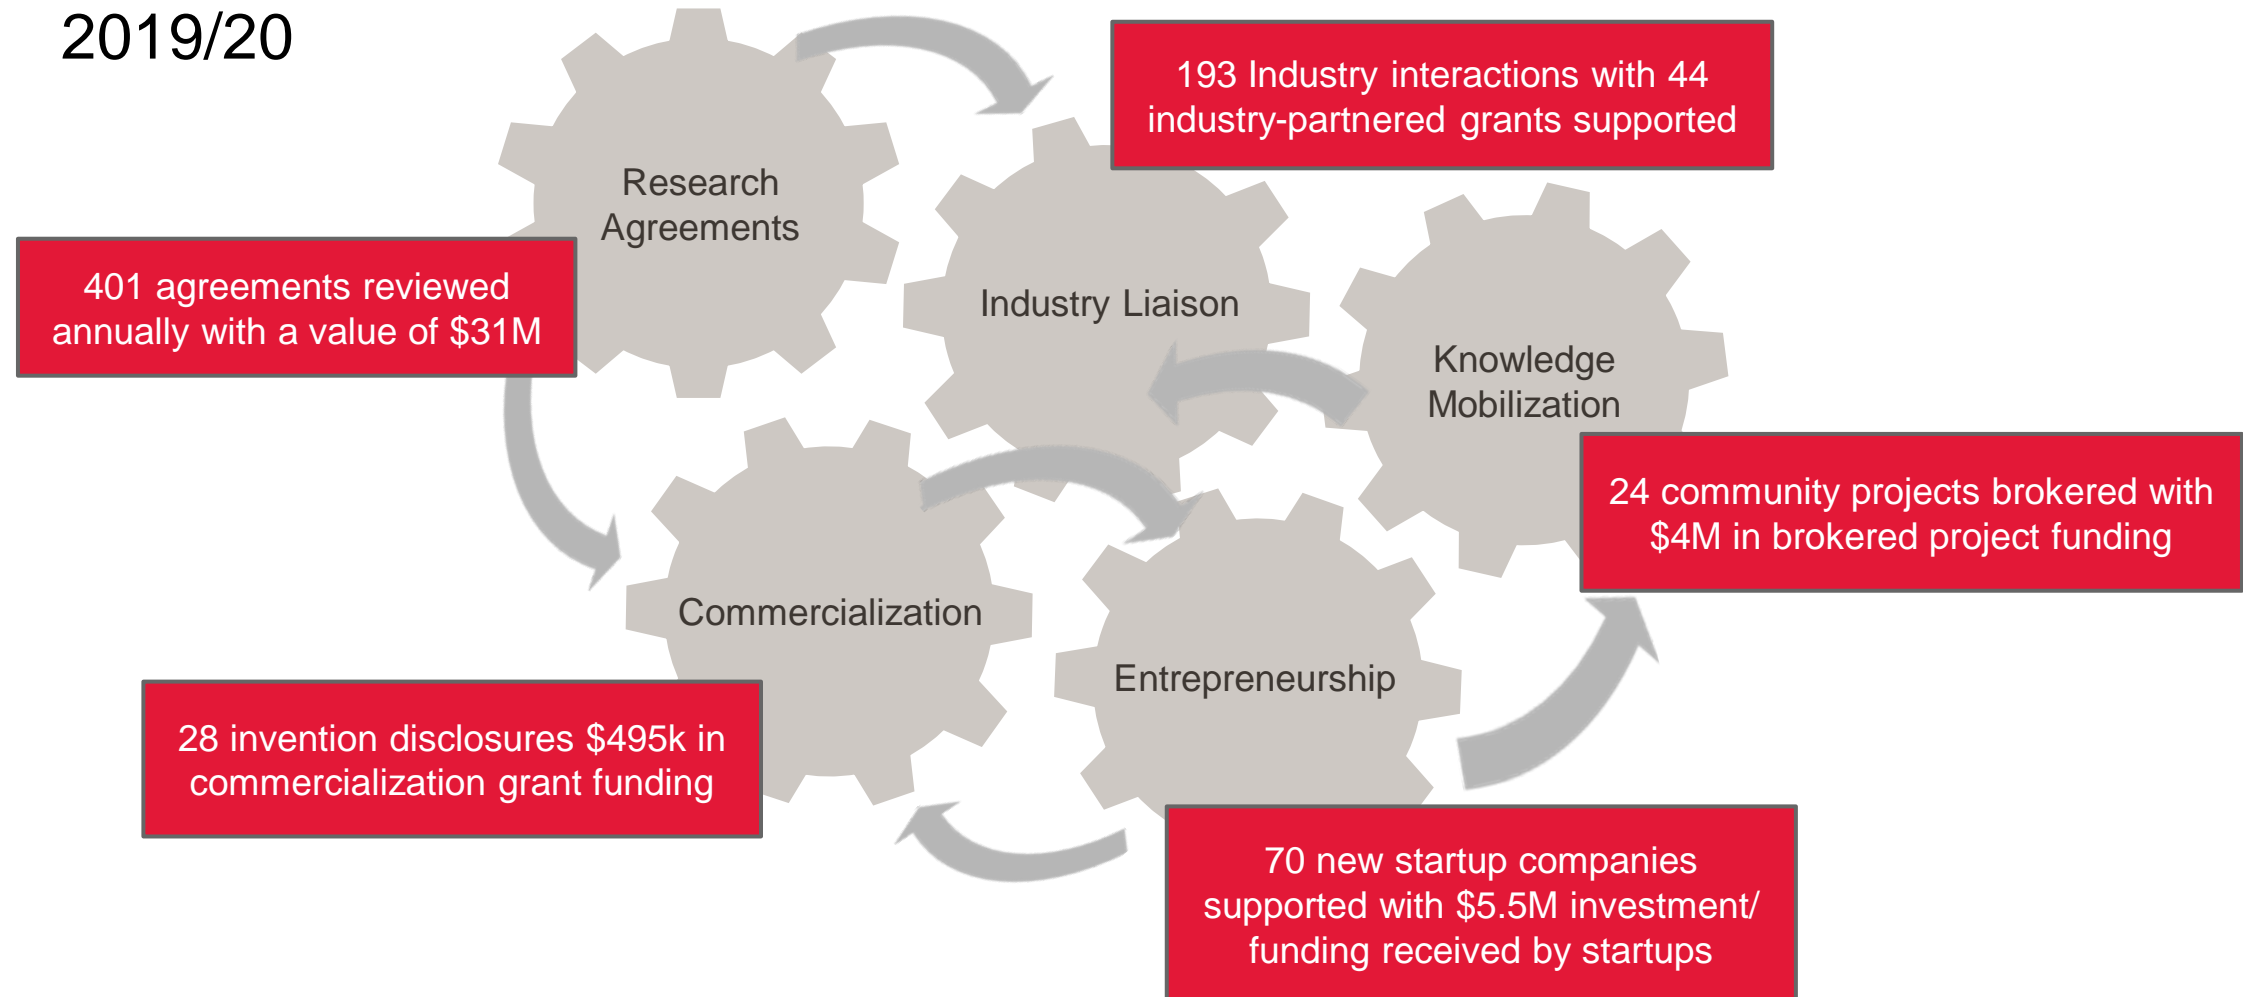 2019/20
193 Industry interactions with 44
industry-partnered grants supported
Research
Agreements
401 agreements reviewed
annually with a value of $31M
Industry Liaison
Knowledge
Mobilization
24 community projects brokered with
$4M in brokered project funding
Commercialization
28 invention disclosures $495k in
commercialization grant funding
Entrepreneurship
70 new startup companies
supported with $5.5M investment/
funding received by startups